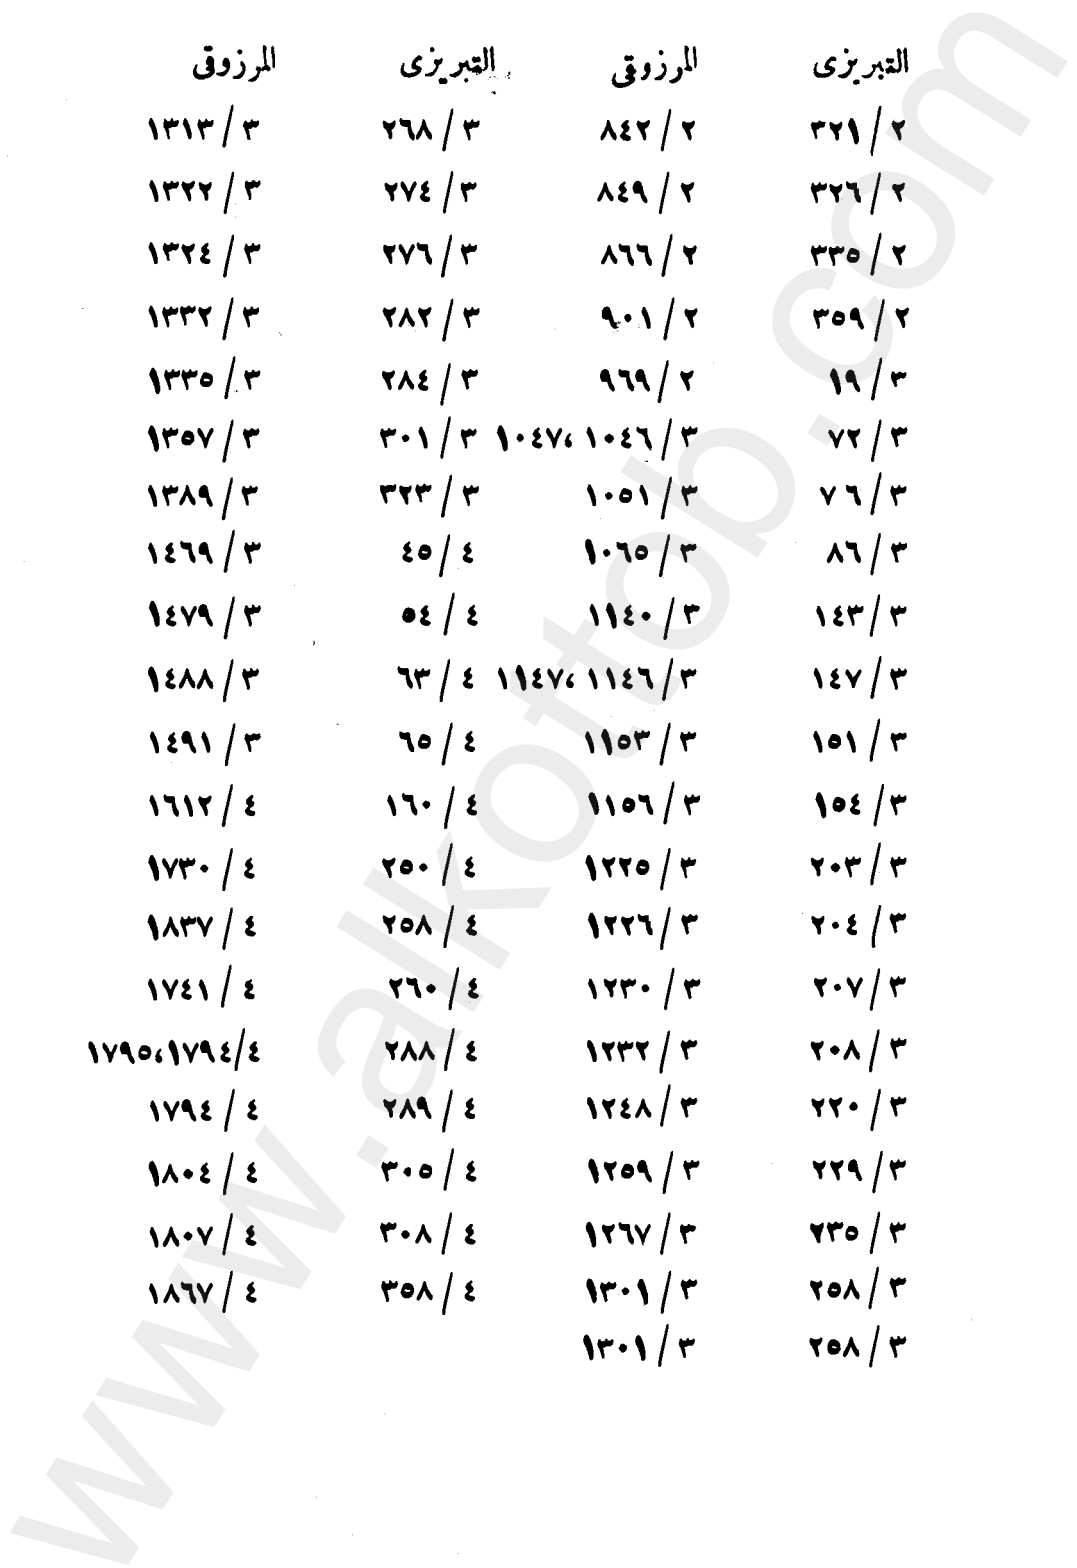 التبريزى المرزوقى التبريزى المرزوقى
٢ / ٣٢١ ٢ / ٨٤٢ ٣ / ٢٦٨ ٣ / ١٣١٣
٢ / ٣٢٦ ٢ / ٨٤٩ ٣ / ٢٧٤ ٣ / ١٣٢٢
٢ / ٣٣٥ ٢ / ٨٦٦ ٣ / ٢٧٦ ٣ / ١٣٢٤
٢ / ٣٥٩ ٢ / ٩٠١ ٣ / ٢٨٢ ٣ / ١٣٣٢
٣ / ١٩ ٢ / ٩٦٩ ٣ / ٢٨٤ ٣ / ١٣٣٥
٣ / ٧٢ ٣ / ١٠٤٦ ،١٠٤٧ ٣ / ٣٠١ ٣ / ١٣٥٧
٣ / ٧٦ ٣ / ١٠٥١ ٣ / ٣٢٣ ٣ / ١٣٨٩
٣ / ٨٦ ٣ / ١٠٦٥ ٤ / ٤٥ ٣ / ١٤٦٩
٣ / ١٤٣ ٣ / ١١٤٠ ٤ / ٥٤ ٣ / ١٤٧٩
٣ / ١٤٧ ٣ / ١١٤٦ ،١١٤٧ ٤ / ٦٣ ٣ / ١٤٨٨
٣ / ١٥١ ٣ / ١١٥٣ ٤ / ٦٥ ٣ / ١٤٩١
٣ / ١٥٤ ٣ / ١١٥٦ ٤ / ١٦٠ ٤ / ١٦١٢
٣ / ٢٠٣ ٣ / ١٢٢٥ ٤ / ٢٥٠ ٤ / ١٧٣٠
٣ / ٢٠٤ ٣ / ١٢٢٦ ٤ / ٢٥٨ ٤ / ١٨٣٧
٣ / ٢٠٧ ٣ / ١٢٣٠ ٤ / ٢٦٠ ٤ / ١٧٤١
٣ / ٢٠٨ ٣ / ١٢٣٢ ٤ / ٢٨٨ ٤ / ١٧٩٤،١٧٩٥
٣ / ٢٢٠ ٣ / ١٢٤٨ ٤ / ٢٨٩ ٤ / ١٧٩٤
٣ / ٢٢٩ ٣ / ١٢٥٩ ٤ / ٣٠٥ ٤ / ١٨٠٤
٣ / ٢٣٥ ٣ / ١٢٦٧ ٤ / ٣٠٨ ٤ / ١٨٠٧
٣ / ٢٥٨ ٣ / ١٣٠١ ٤ / ٣٥٨ ٤ / ١٨٦٧
٣ / ٢٥٨ ٣ / ١٣٠١
www.alkottob.com